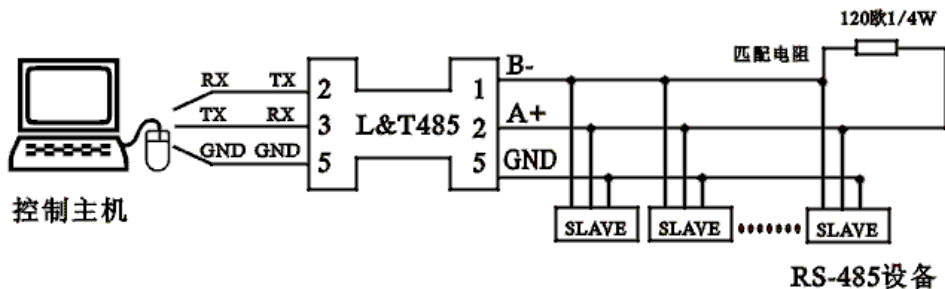 120欧1/4W
匹配电阻
RX TX 2
TX RX 3
GND GND 5
L&T485
1 B-
2 A+
5 GND
控制主机
SLAVE SLAVE SLAVE
RS-485设备